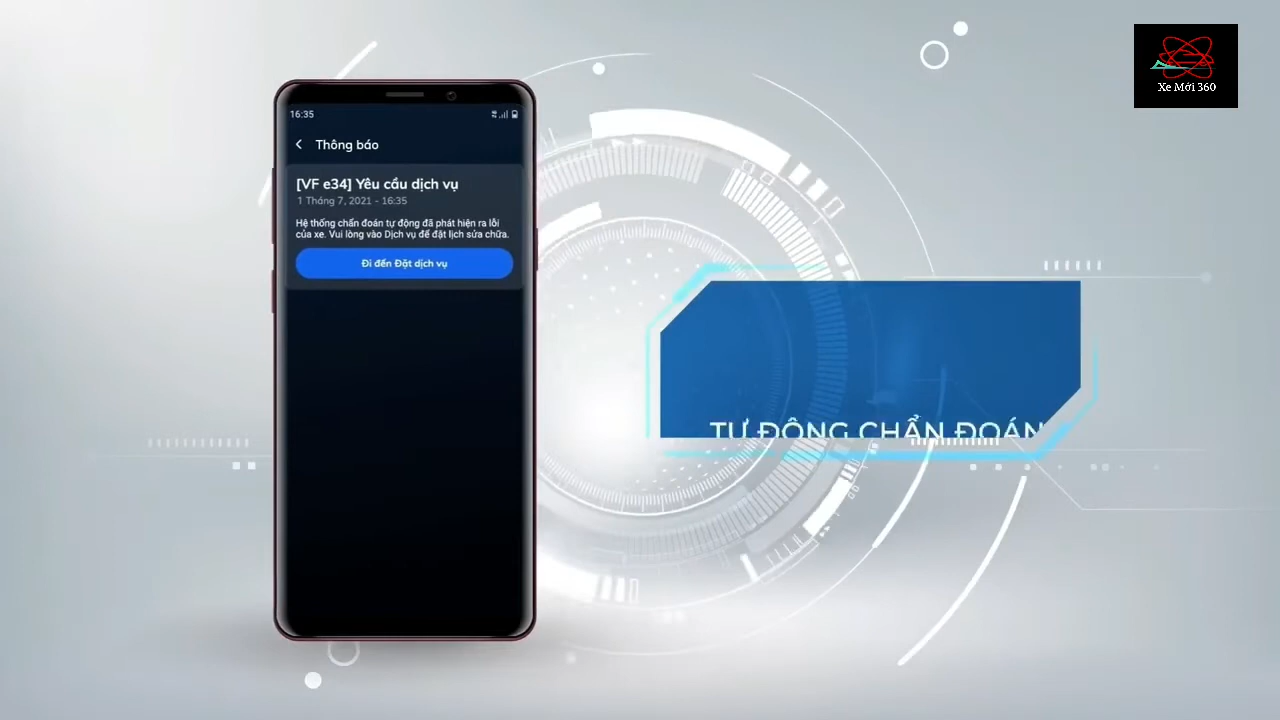 Xe Mới 360
16:35
Thông báo
[VF e34] Yêu cầu dịch vụ
1 Tháng 7, 2021 - 16:35
Hệ thống chẩn đoán tự động đã phát hiện ra lỗi
của xe. Vui lòng vào Dịch vụ để đặt lịch sửa chữa.
Đi đến Đặt dịch vụ
TỰ ĐỘNG CHẨN ĐOÁN